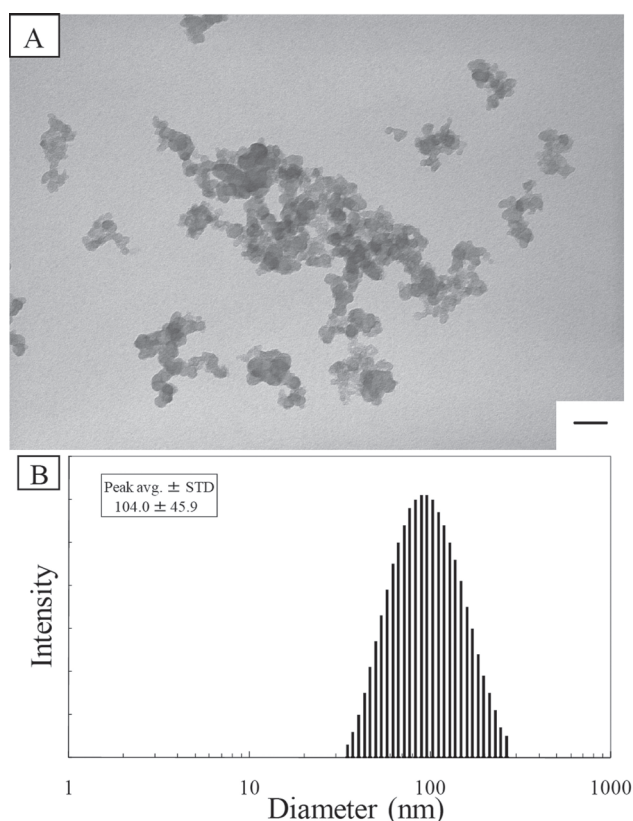 A
B
Peak avg. ± STD
104.0 ± 45.9
Intensity
1
10
100
1000
Diameter (nm)